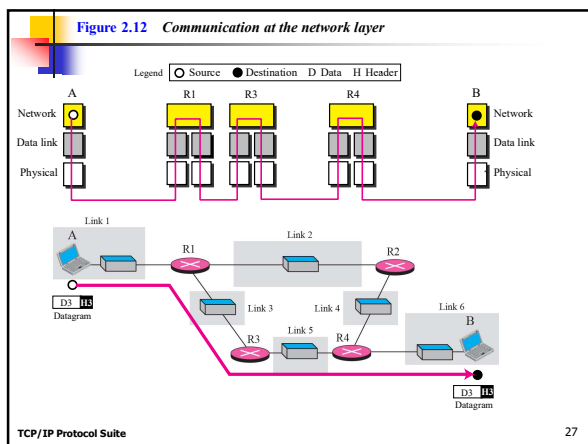 Figure 2.12 Communication at the network layer
Legend Source Destination D Data H Header
A R1 R3 R4 B
Network Network
Data link Data link
Physical Physical
Link 1
A
R1
Link 2
R2
D3 H3
Datagram
Link 3
Link 4
Link 6
B
R3
Link 5
R4
D3 H3
Datagram
TCP/IP Protocol Suite 27